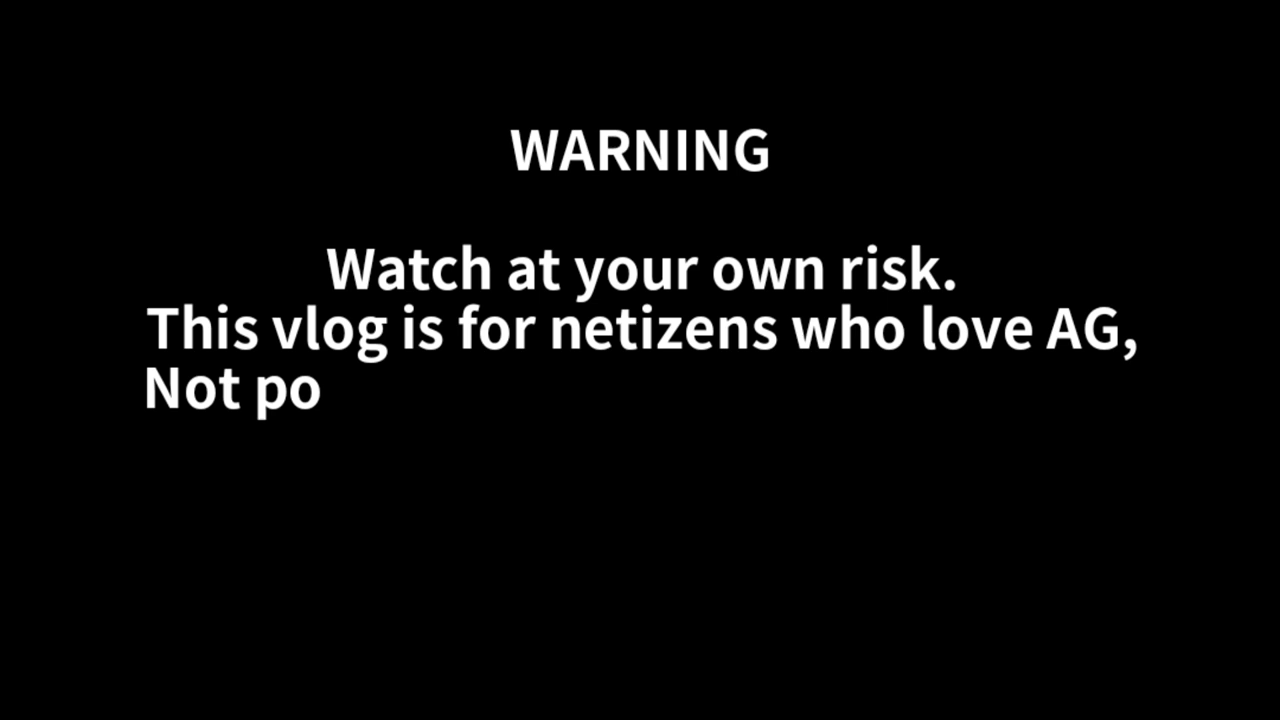 WARNING
Watch at your own risk.
This vlog is for netizens who love AG,
Not po